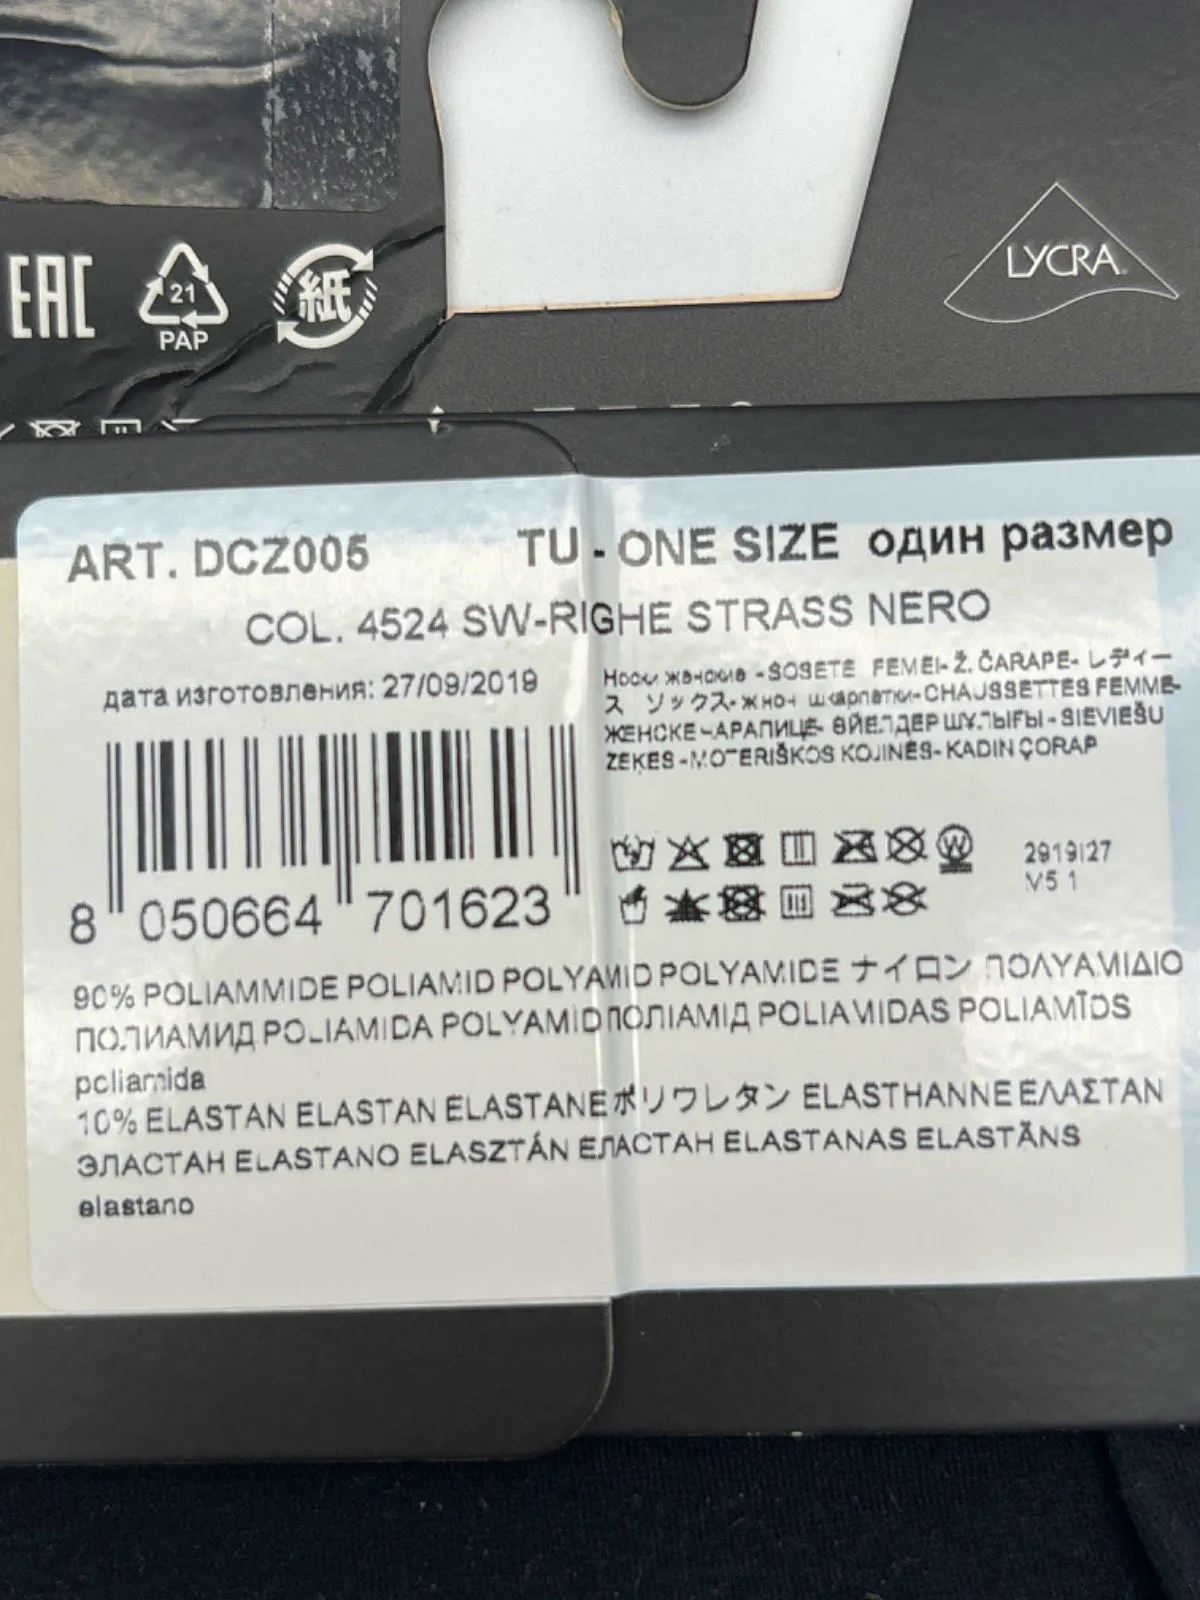 EAC
21
PAP
紙
LYCRA
ART. DCZ005
TU - ONE SIZE один размер
COL. 4524 SW-RIGHE STRASS NERO
дата изготовления: 27/09/2019
Носки женские -SOSETE FEMEI- Ž. ČARAPE- レディー
ス ソックス- жіночі шкарпетки-CHAUSSETTES FEMME-
ЖЕНСКЕ ЧАРАПИЦЕ- ӘЙЕЛДЕР ШҰЛЫҒЫ - SIEVIEŠU
ZEĶES - MOTERIŠKOS KOJINĖS- KADIN ÇORAP
8 050664 701623
2919I27
V5 1
90% POLIAMMIDE POLIAMID POLYAMID POLYAMIDE ナイロン ΠΟΛΥΑΜΙΔΙΟ
ПОЛИАМИД POLIAMIDA POLYAMID ПОЛІАМІД POLIAMIDAS POLIAMĪDS
poliamida
10% ELASTAN ELASTAN ELASTANE ポリウレタン ELASTHANNE ΕΛΑΣΤΑΝ
ЭЛАСТАН ELASTANO ELASZTÁN ЕЛАСТАН ELASTANAS ELASTĀNS
elastano